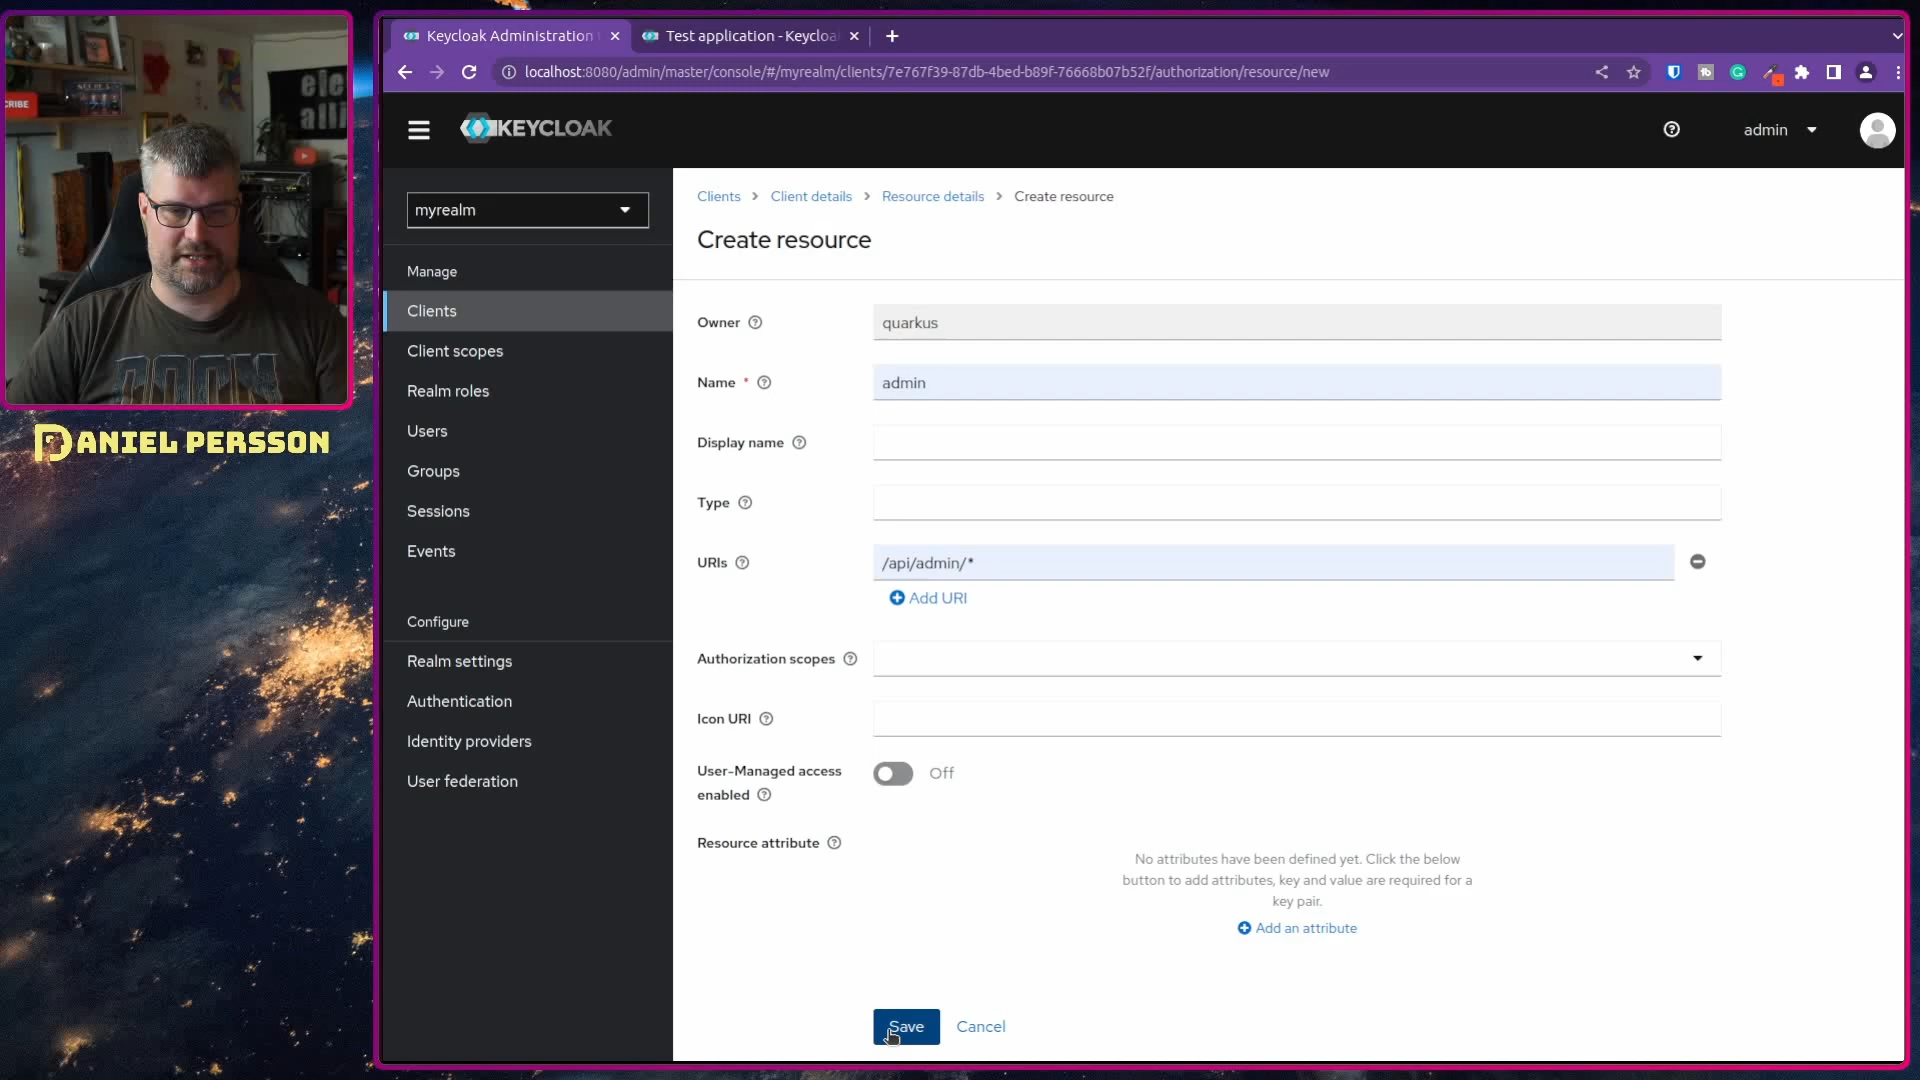 Keycloak Administration
Test application - Keycloa
localhost:8080/admin/master/console/#/myrealm/clients/7e767f39-87db-4bed-b89f-76668b07b52f/authorization/resource/new
KEYCLOAK
admin
myrealm
Manage
Clients
Client scopes
Realm roles
Users
Groups
Sessions
Events
Configure
Realm settings
Authentication
Identity providers
User federation
Clients > Client details > Resource details > Create resource
Create resource
Owner
quarkus
Name *
admin
Display name
Type
URIs
/api/admin/*
Add URI
Authorization scopes
Icon URI
User-Managed access
enabled
Off
Resource attribute
No attributes have been defined yet. Click the below
button to add attributes, key and value are required for a
key pair.
Add an attribute
Save
Cancel
CRIBE
DOOM
DANIEL PERSSON